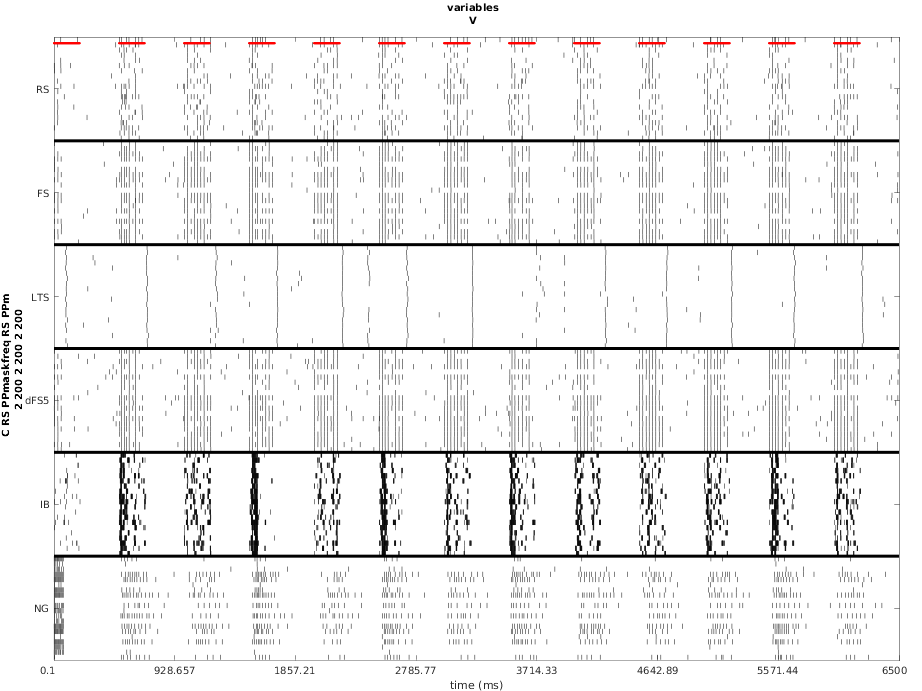 variables
V
RS
FS
LTS
dFS5
IB
NG
C RS PPmaskfreq RS PPm
2 200 2 200 2 200
0.1 928.657 1857.21 2785.77 3714.33 4642.89 5571.44 6500
time (ms)